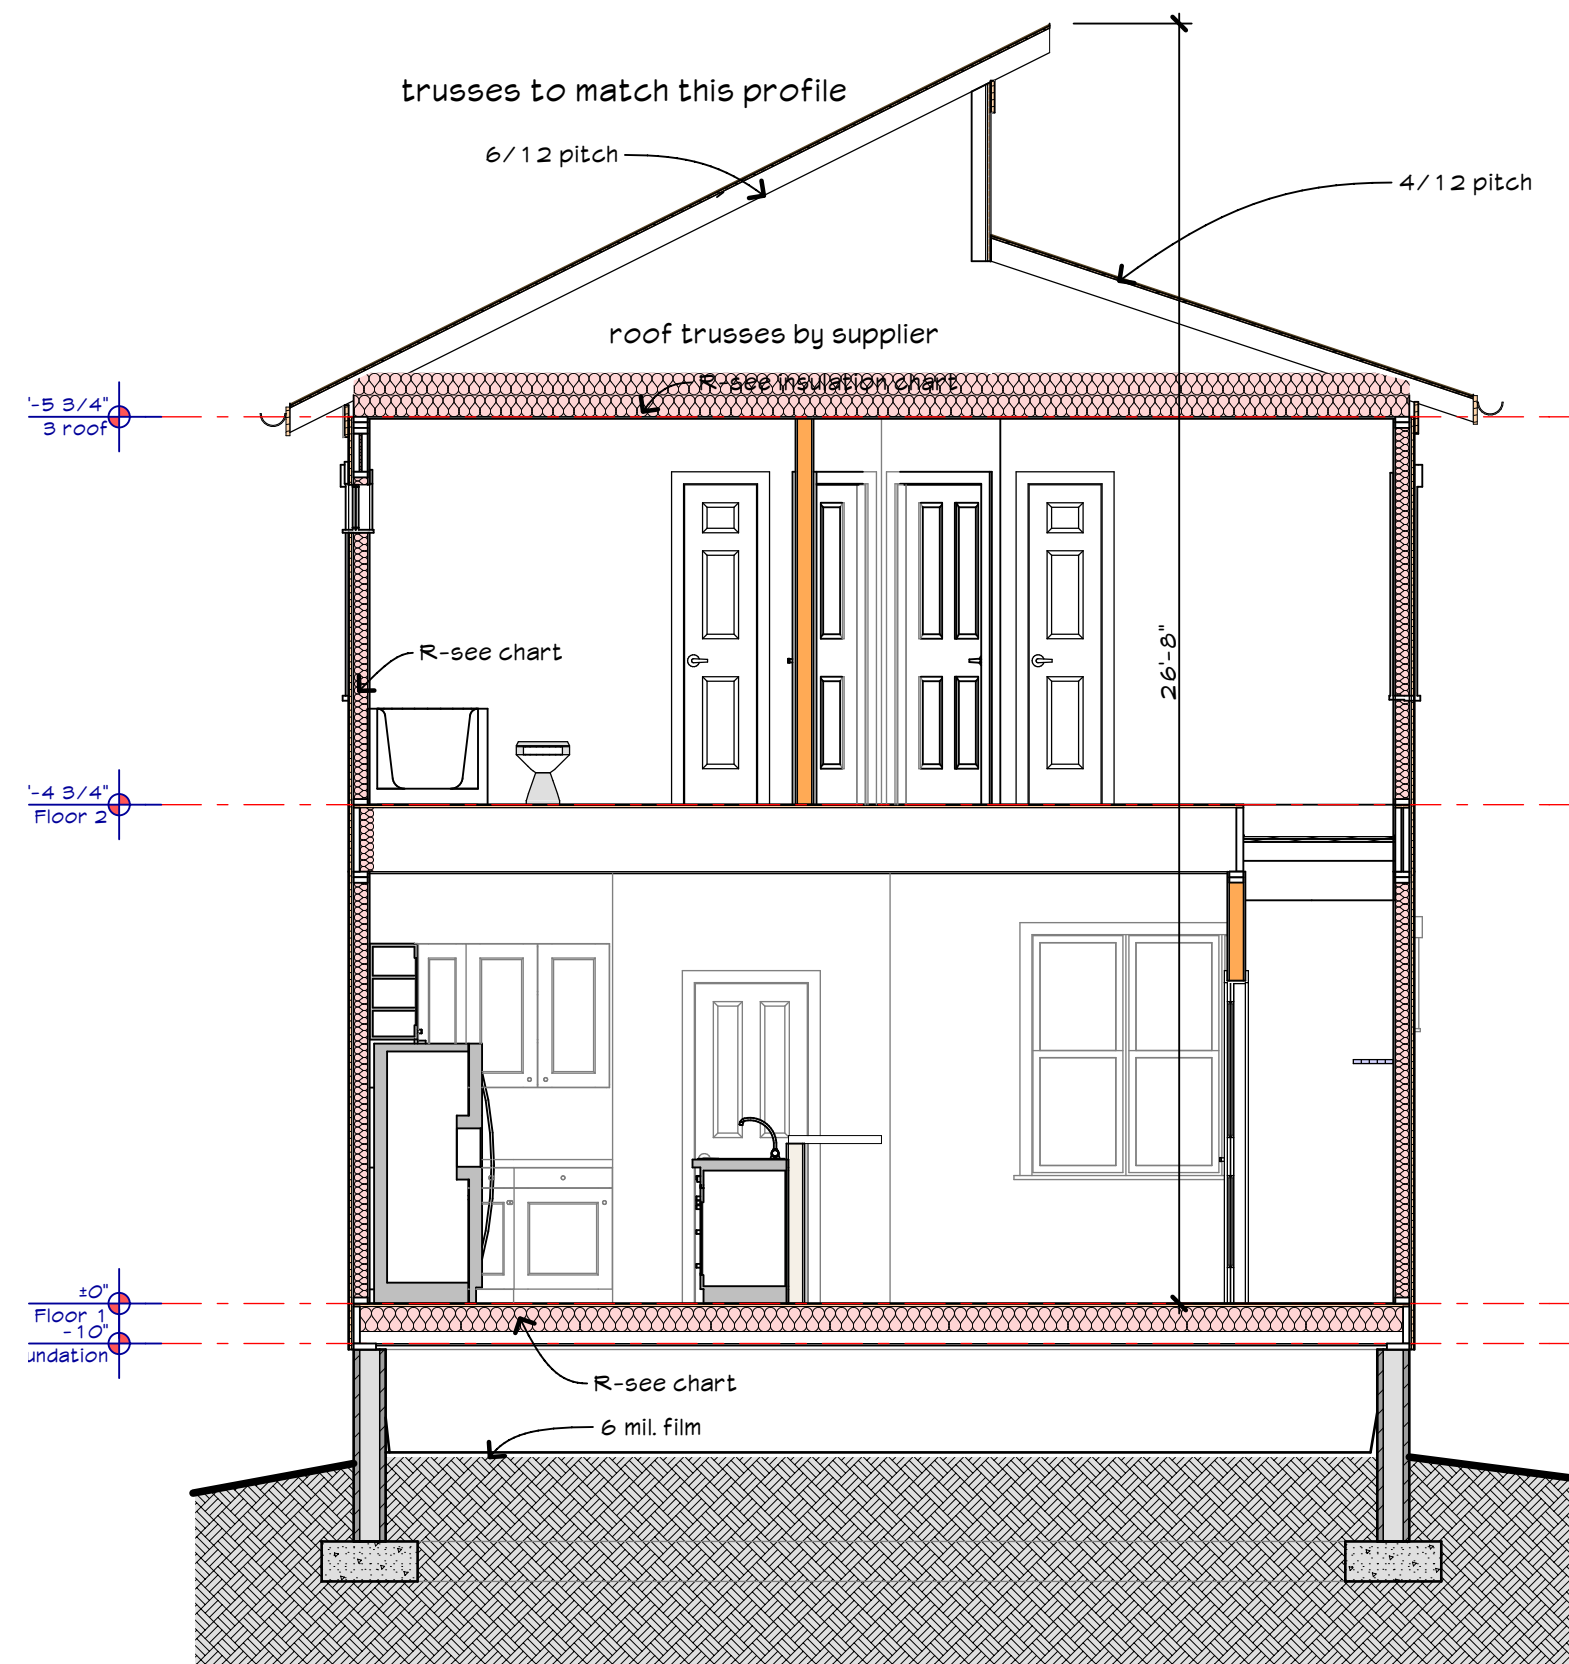 trusses to match this profile
6/12 pitch
4/12 pitch
roof trusses by supplier
R-see insulation chart
'-5 3/4"
3 roof
R-see chart
26'-8"
'-4 3/4"
Floor 2
±0"
Floor 1
-10"
undation
R-see chart
6 mil. film